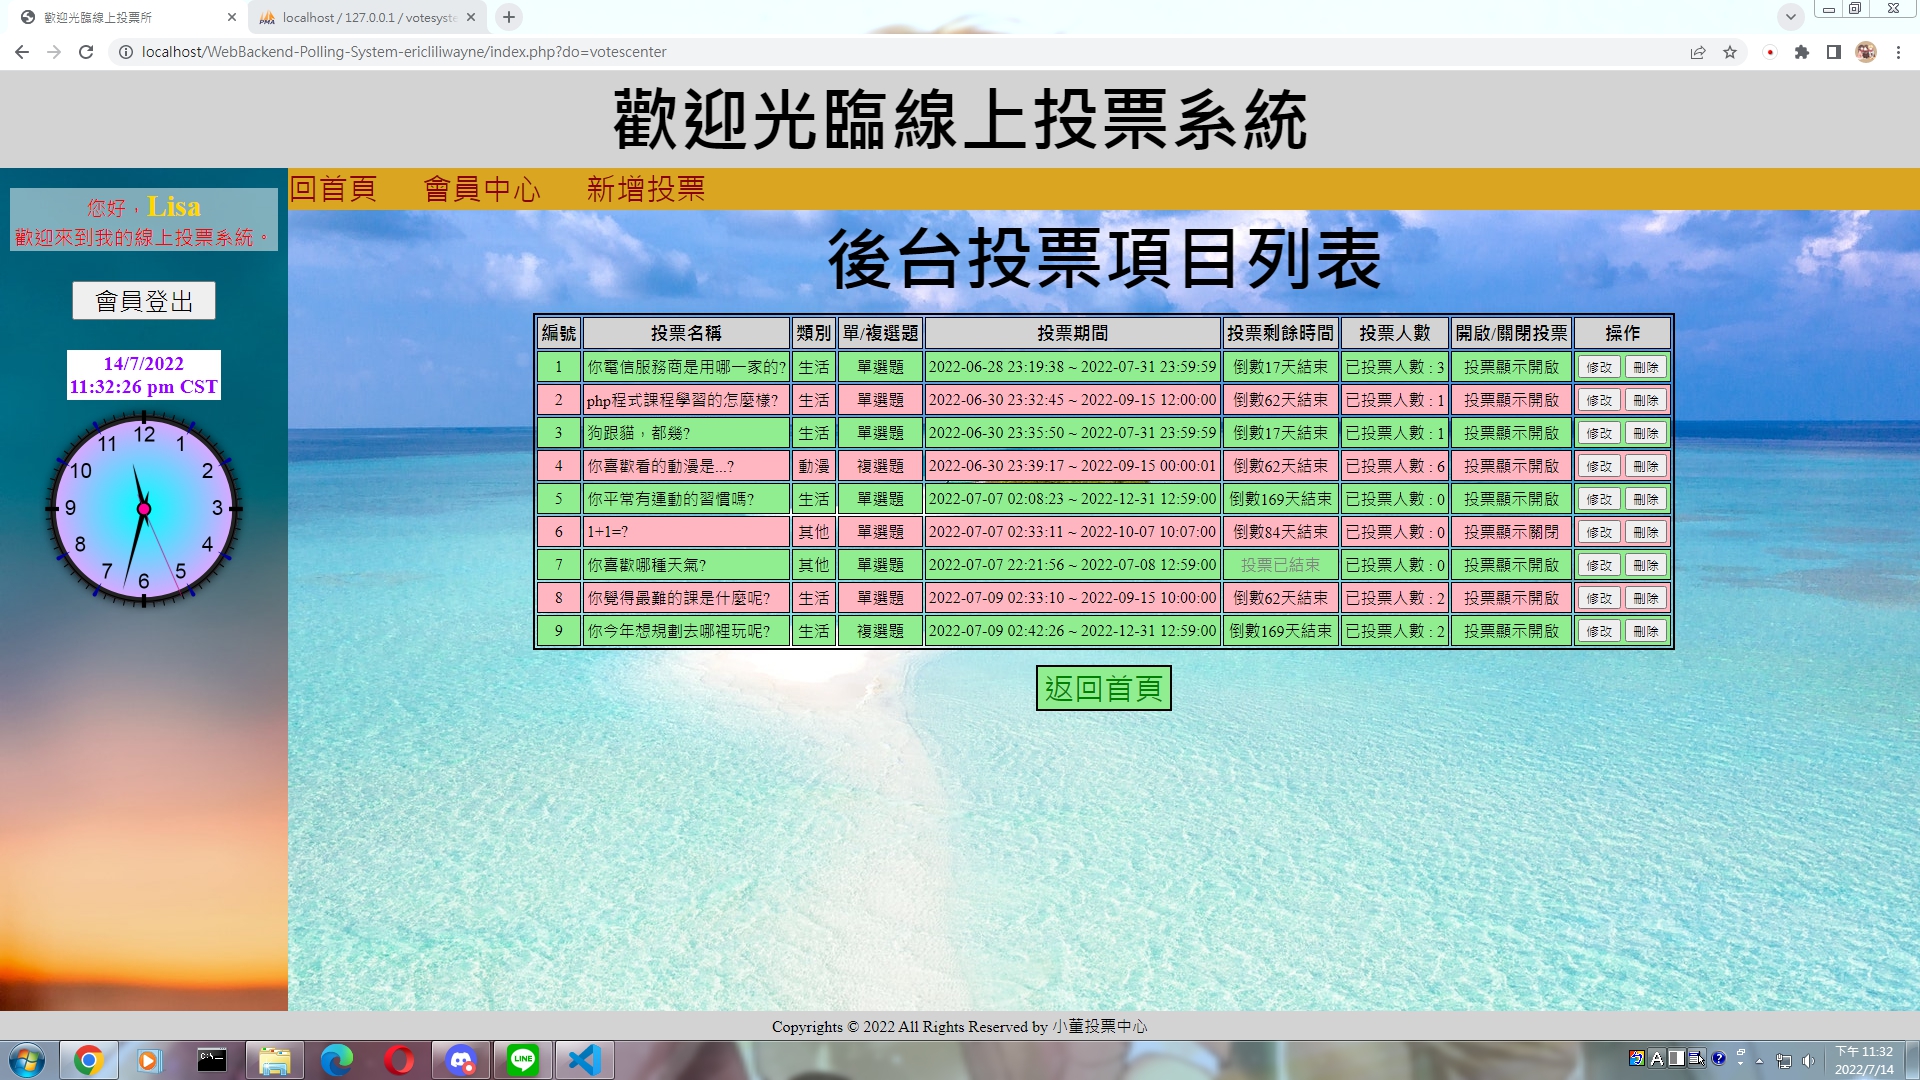 歡迎光臨線上投票所
localhost / 127.0.0.1 / votesyste
localhost/WebBackend-Polling-System-ericliliwayne/index.php?do=votescenter
歡迎光臨線上投票系統
回首頁 會員中心 新增投票
您好，Lisa
歡迎來到我的線上投票系統。
會員登出
14/7/2022
11:32:26 pm CST
12 1 2 3 4 5 6 7 8 9 10 11
後台投票項目列表
編號 投票名稱 類別 單/複選題 投票期間 投票剩餘時間 投票人數 開啟/關閉投票 操作
1 你電信服務商是用哪一家的? 生活 單選題 2022-06-28 23:19:38 ~ 2022-07-31 23:59:59 倒數17天結束 已投票人數 : 3 投票顯示開啟 修改 刪除
2 php程式課程學習的怎麼樣? 生活 單選題 2022-06-30 23:32:45 ~ 2022-09-15 12:00:00 倒數62天結束 已投票人數 : 1 投票顯示開啟 修改 刪除
3 狗跟貓，都幾? 生活 單選題 2022-06-30 23:35:50 ~ 2022-07-31 23:59:59 倒數17天結束 已投票人數 : 1 投票顯示開啟 修改 刪除
4 你喜歡看的動漫是...? 動漫 複選題 2022-06-30 23:39:17 ~ 2022-09-15 00:00:01 倒數62天結束 已投票人數 : 6 投票顯示開啟 修改 刪除
5 你平常有運動的習慣嗎? 生活 單選題 2022-07-07 02:08:23 ~ 2022-12-31 12:59:00 倒數169天結束 已投票人數 : 0 投票顯示開啟 修改 刪除
6 1+1=? 其他 單選題 2022-07-07 02:33:11 ~ 2022-10-07 10:07:00 倒數84天結束 已投票人數 : 0 投票顯示關閉 修改 刪除
7 你喜歡哪種天氣? 其他 單選題 2022-07-07 22:21:56 ~ 2022-07-08 12:59:00 投票已結束 已投票人數 : 0 投票顯示開啟 修改 刪除
8 你覺得最難的課是什麼呢? 生活 單選題 2022-07-09 02:33:10 ~ 2022-09-15 10:00:00 倒數62天結束 已投票人數 : 2 投票顯示開啟 修改 刪除
9 你今年想規劃去哪裡玩呢? 生活 複選題 2022-07-09 02:42:26 ~ 2022-12-31 12:59:00 倒數169天結束 已投票人數 : 2 投票顯示開啟 修改 刪除
返回首頁
Copyrights © 2022 All Rights Reserved by 小董投票中心
LINE
A
下午 11:32
2022/7/14